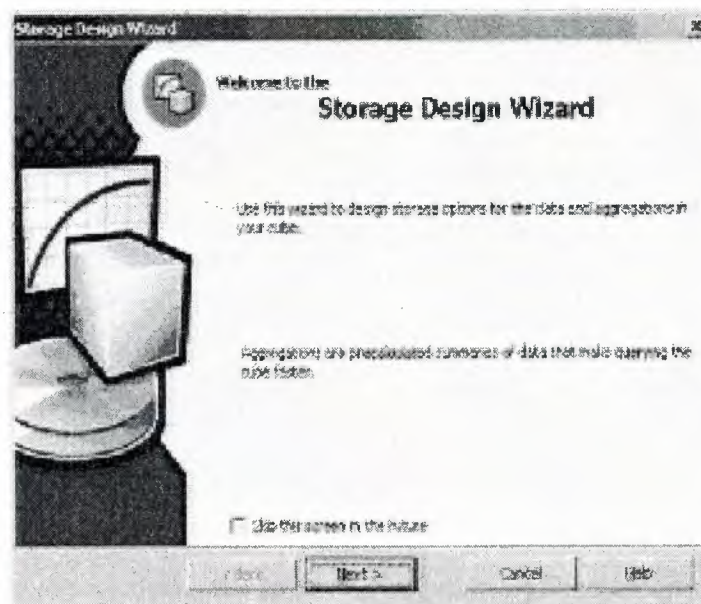 Storage Design Wizard
Welcome to the
Storage Design Wizard
Use this wizard to design storage options for the data and aggregations in
your cube.
Aggregations are precalculated summaries of data that make querying the
cube faster.
Skip this screen in the future
< Back
Next >
Cancel
Help